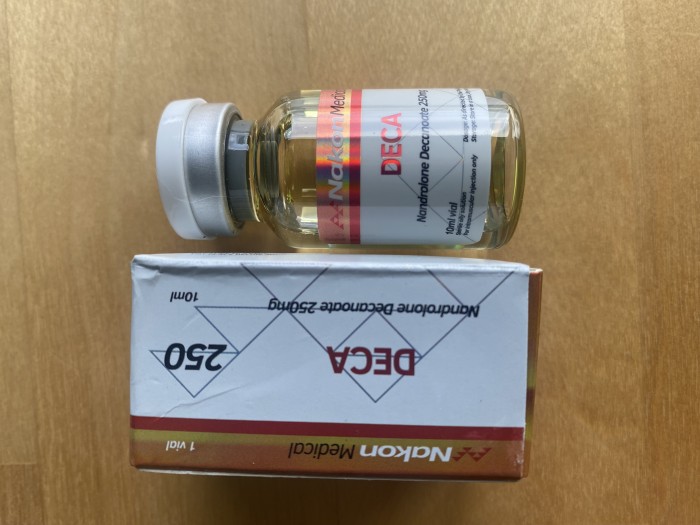 Nakon Medic
DECA
Nandrolone Decanoate 250mg
10ml vial
For intramuscular injection only
Nakon Medical
1 vial
DECA
250
Nandrolone Decanoate 250mg
10ml